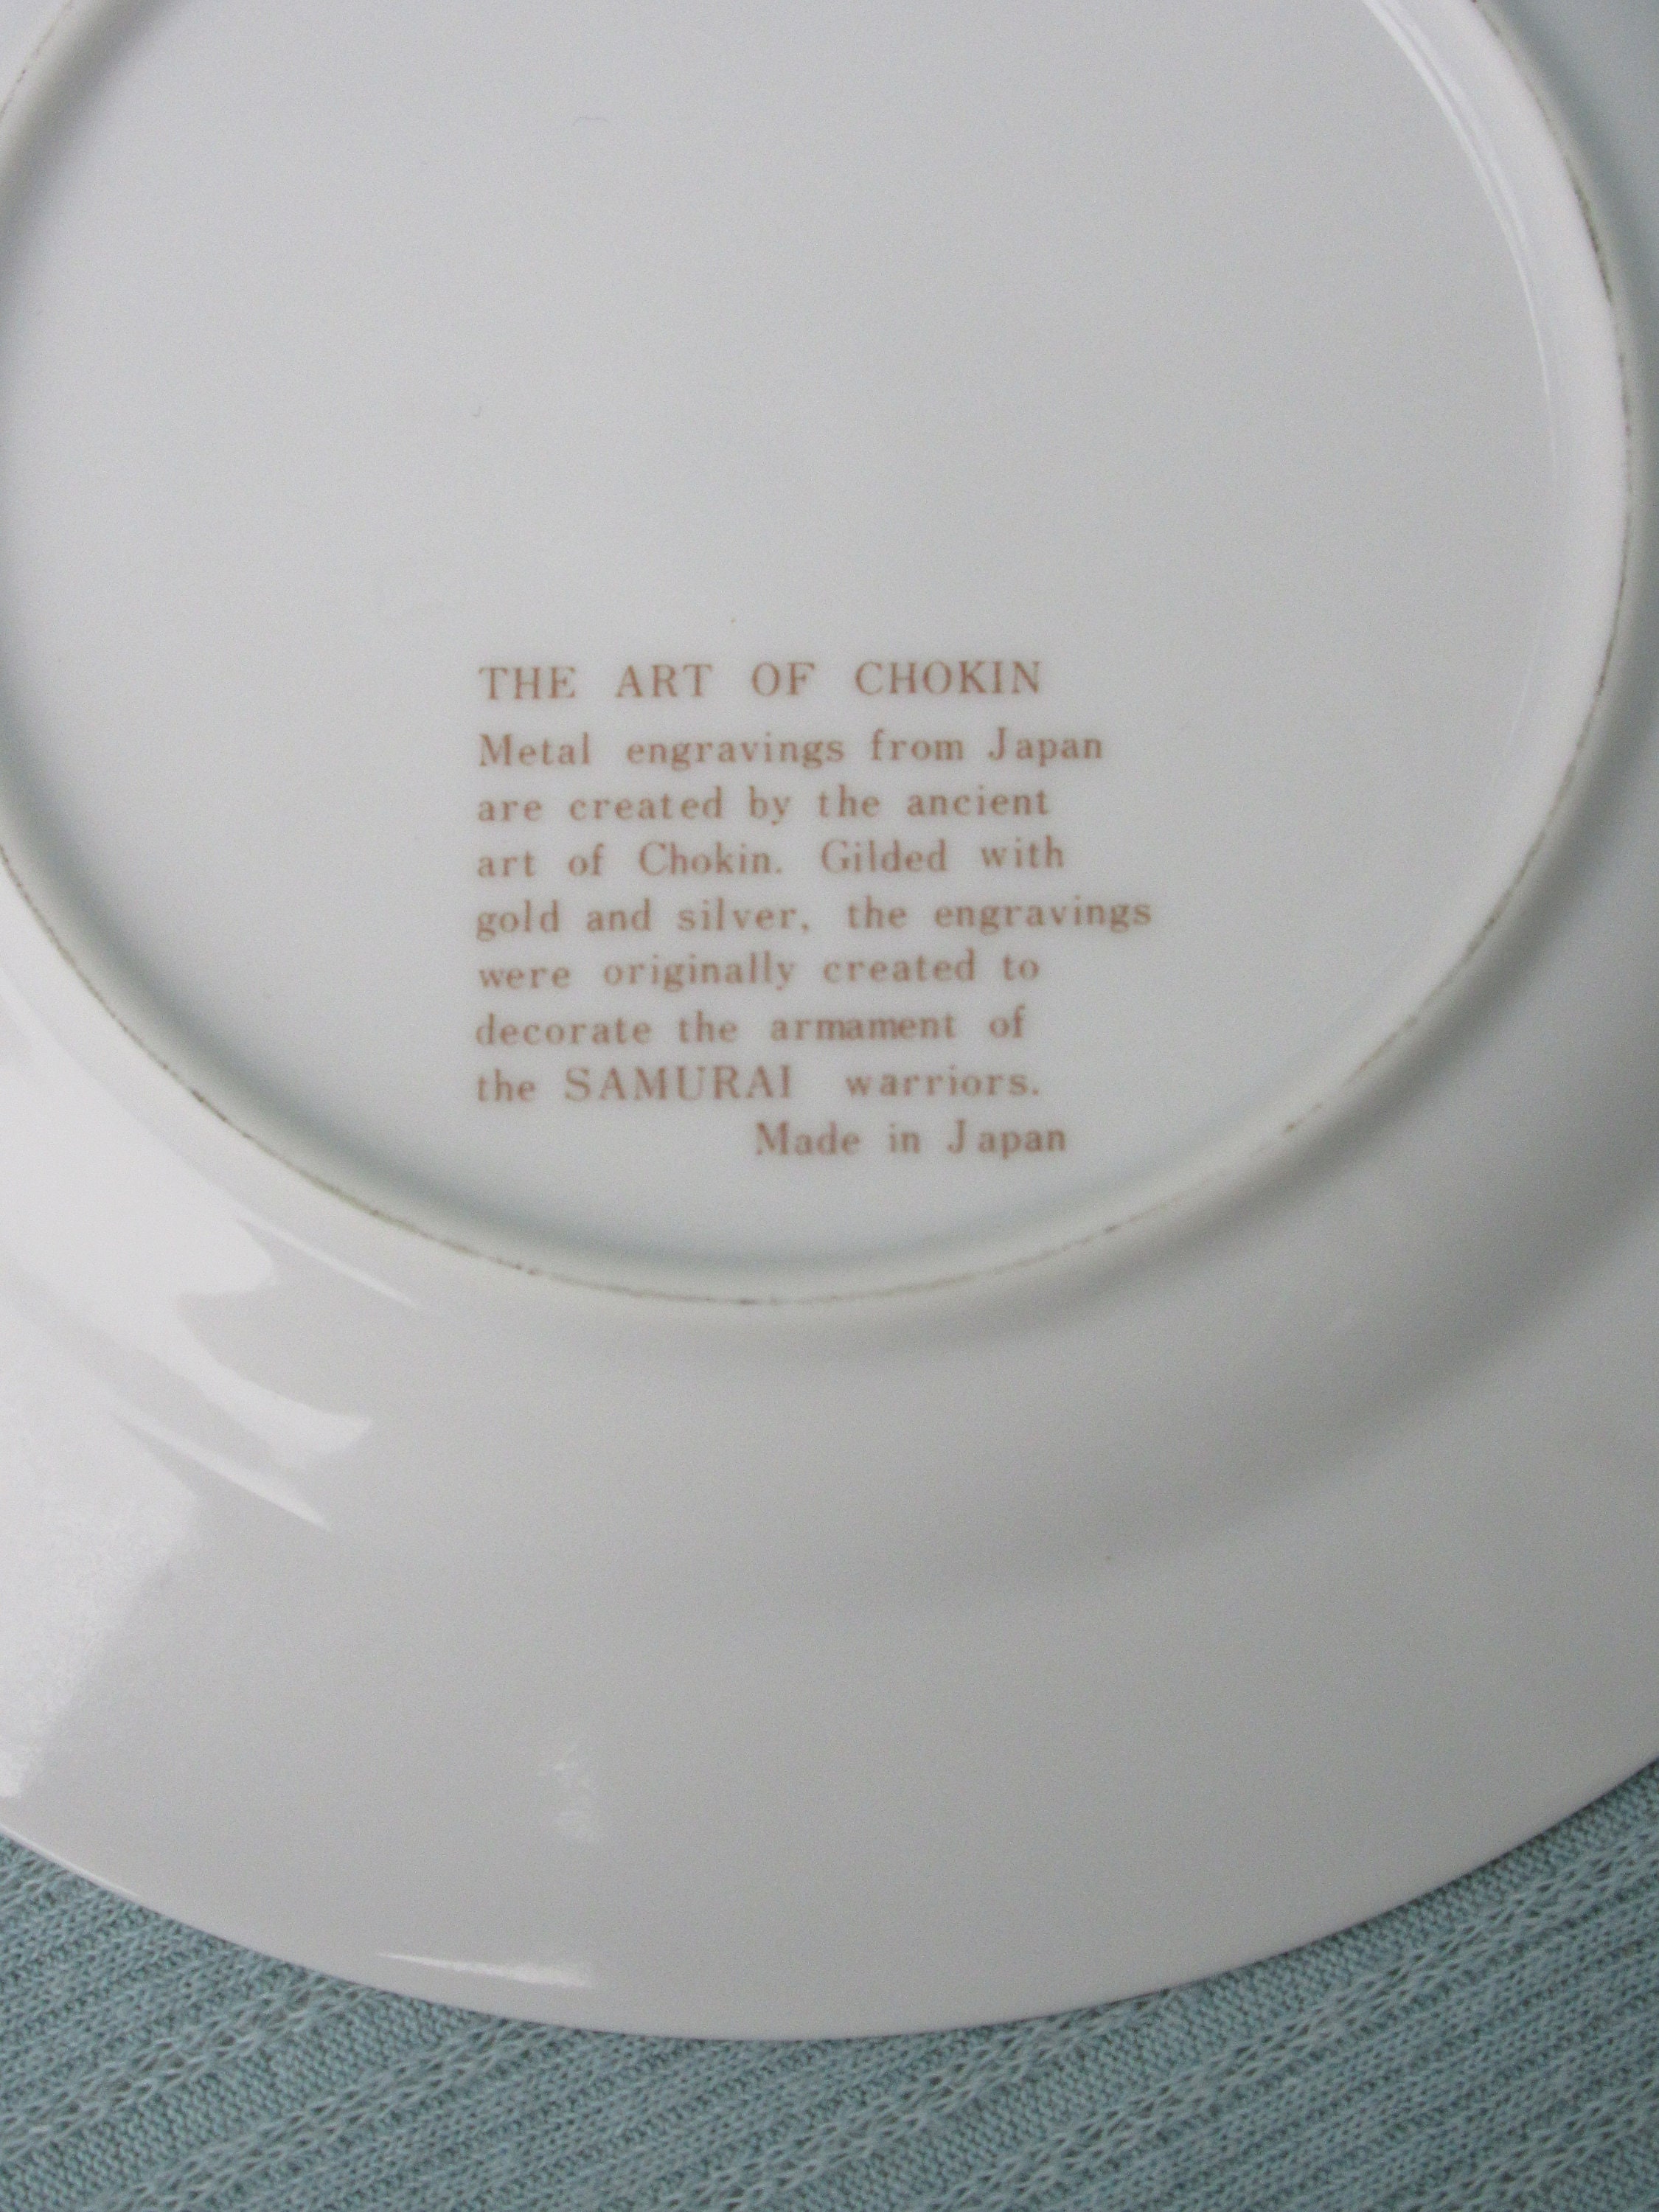 THE ART OF CHOKIN
Metal engravings from Japan
are created by the ancient
art of Chokin. Gilded with
gold and silver, the engravings
were originally created to
decorate the armament of
the SAMURAI warriors.
Made in Japan